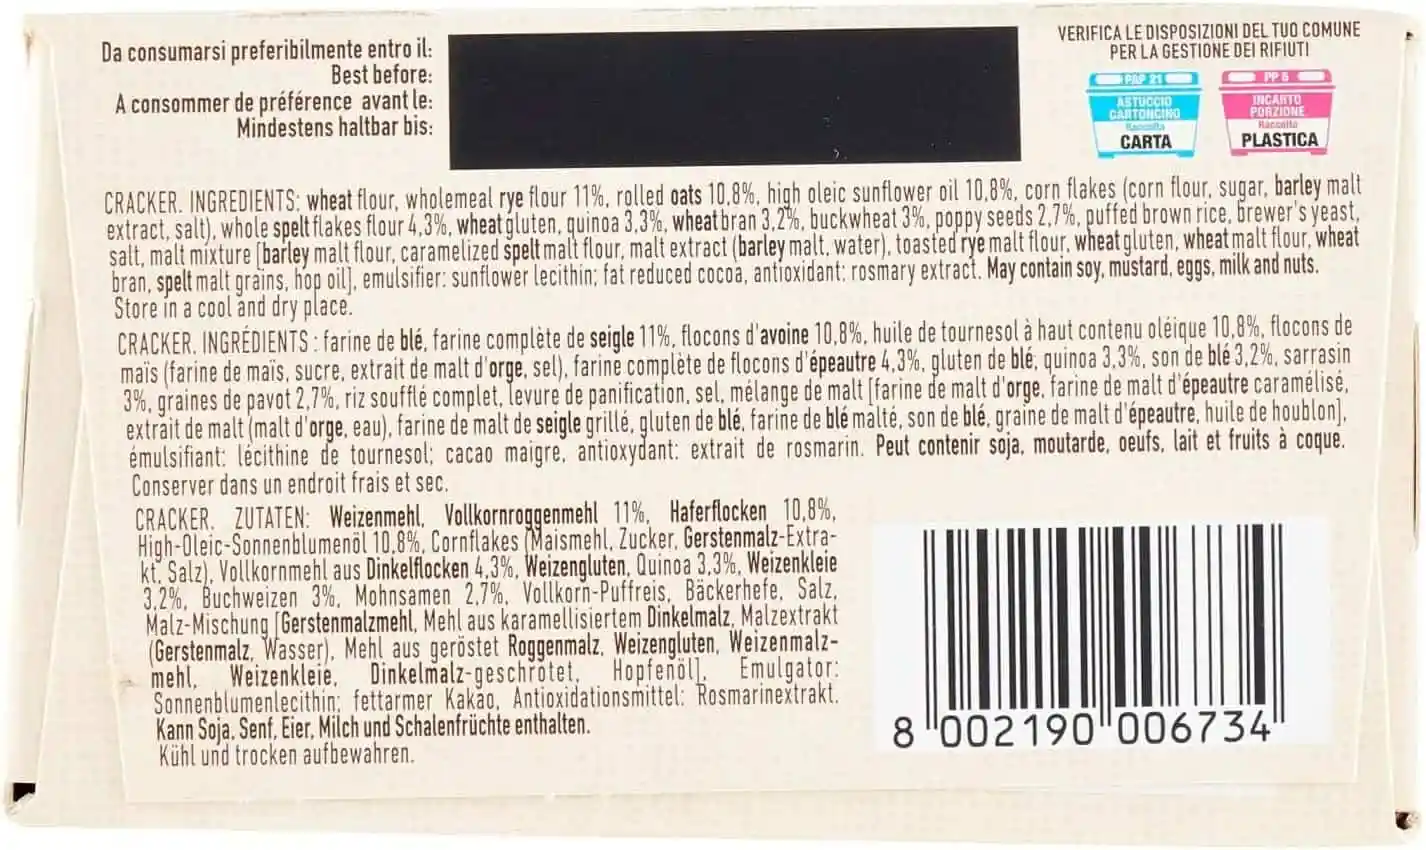 Da consumarsi preferibilmente entro il:
Best before:
A consommer de préférence avant le:
Mindestens haltbar bis:
VERIFICA LE DISPOSIZIONI DEL TUO COMUNE
PER LA GESTIONE DEI RIFIUTI
PAP 21
ASTUCCIO
CARTONCINO
Raccolta
CARTA
PP 5
INCARTO
PORZIONE
Raccolta
PLASTICA
CRACKER. INGREDIENTS: wheat flour, wholemeal rye flour 11%, rolled oats 10,8%, high oleic sunflower oil 10,8%, corn flakes (corn flour, sugar, barley malt
extract, salt), whole spelt flakes flour 4,3%, wheat gluten, quinoa 3,3%, wheat bran 3,2%, buckwheat 3%, poppy seeds 2,7%, puffed brown rice, brewer's yeast,
salt, malt mixture [barley malt flour, caramelized spelt malt flour, malt extract (barley malt, water), toasted rye malt flour, wheat gluten, wheat malt flour, wheat
bran, spelt malt grains, hop oil], emulsifier: sunflower lecithin; fat reduced cocoa, antioxidant: rosmary extract. May contain soy, mustard, eggs, milk and nuts.
Store in a cool and dry place.
CRACKER. INGRÉDIENTS : farine de blé, farine complète de seigle 11%, flocons d'avoine 10,8%, huile de tournesol à haut contenu oléique 10,8%, flocons de
maïs (farine de maïs, sucre, extrait de malt d'orge, sel), farine complète de flocons d'épeautre 4,3%, gluten de blé, quinoa 3,3%, son de blé 3,2%, sarrasin
3%, graines de pavot 2,7%, riz soufflé complet, levure de panification, sel, mélange de malt [farine de malt d'orge, farine de malt d'épeautre caramélisé,
extrait de malt (malt d'orge, eau), farine de malt de seigle grillé, gluten de blé, farine de blé malté, son de blé, graine de malt d'épeautre, huile de houblon],
émulsifiant: lécithine de tournesol; cacao maigre, antioxydant: extrait de rosmarin. Peut contenir soja, moutarde, oeufs, lait et fruits à coque.
Conserver dans un endroit frais et sec.
CRACKER. ZUTATEN: Weizenmehl, Vollkornroggenmehl 11%, Haferflocken 10,8%,
High-Oleic-Sonnenblumenöl 10,8%, Cornflakes (Maismehl, Zucker, Gerstenmalz-Extra-
kt, Salz), Vollkornmehl aus Dinkelflocken 4,3%, Weizengluten, Quinoa 3,3%, Weizenkleie
3,2%, Buchweizen 3%, Mohnsamen 2,7%, Vollkorn-Puffreis, Bäckerhefe, Salz,
Malz-Mischung [Gerstenmalzmehl, Mehl aus karamellisiertem Dinkelmalz, Malzextrakt
(Gerstenmalz, Wasser), Mehl aus geröstet Roggenmalz, Weizengluten, Weizenmalz-
mehl, Weizenkleie, Dinkelmalz-geschrotet, Hopfenöl], Emulgator:
Sonnenblumenlecithin; fettarmer Kakao, Antioxidationsmittel: Rosmarinextrakt.
Kann Soja, Senf, Eier, Milch und Schalenfrüchte enthalten.
Kühl und trocken aufbewahren.
8 002190 006734